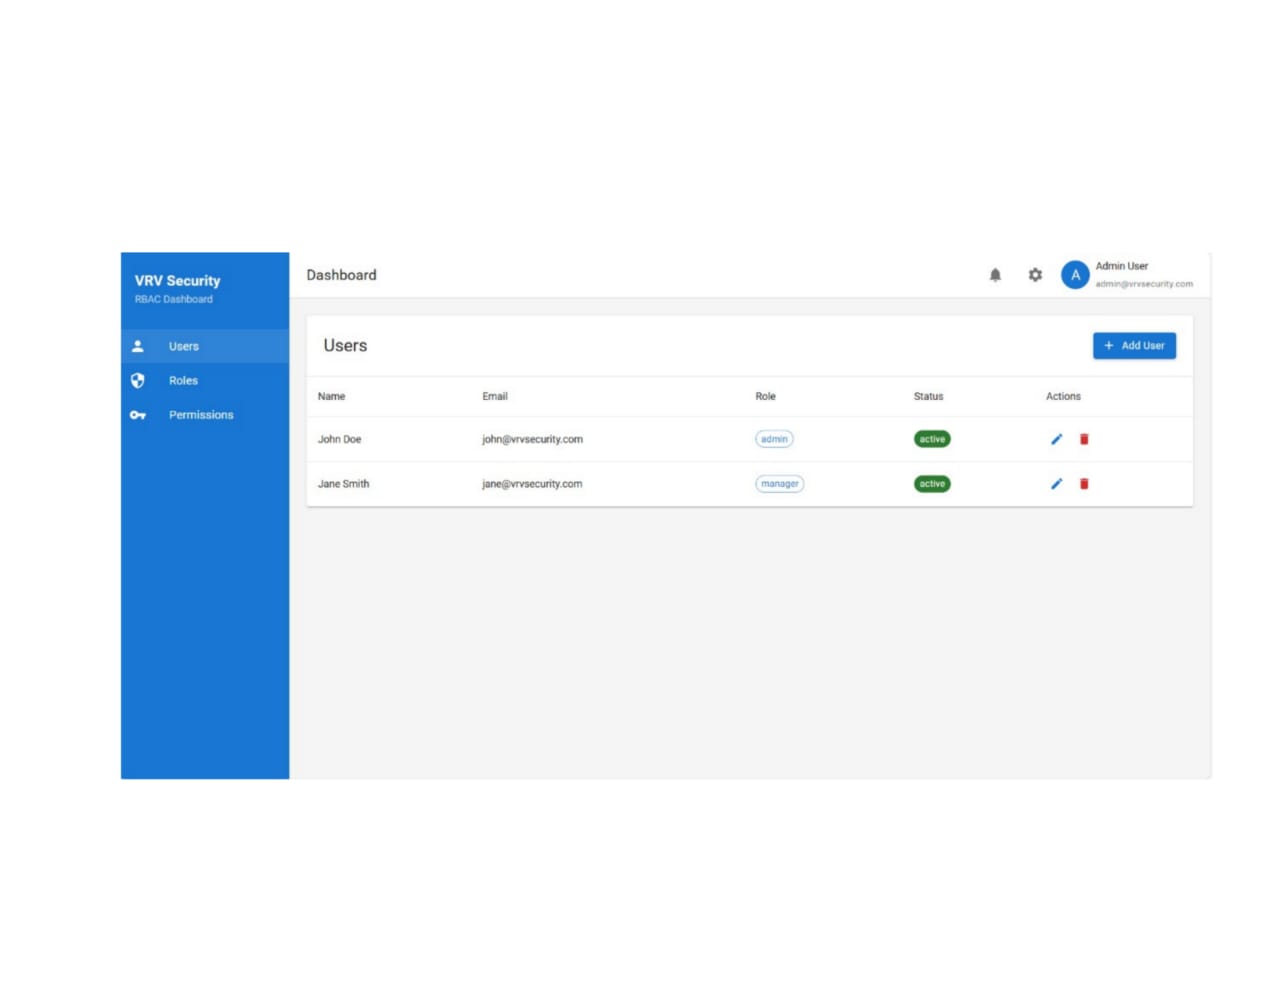 VRV Security
RBAC Dashboard
Users
Roles
Permissions
Dashboard
A
Admin User
admin@vrvsecurity.com
Users
+ Add User
Name Email Role Status Actions
John Doe john@vrvsecurity.com admin active
Jane Smith jane@vrvsecurity.com manager active